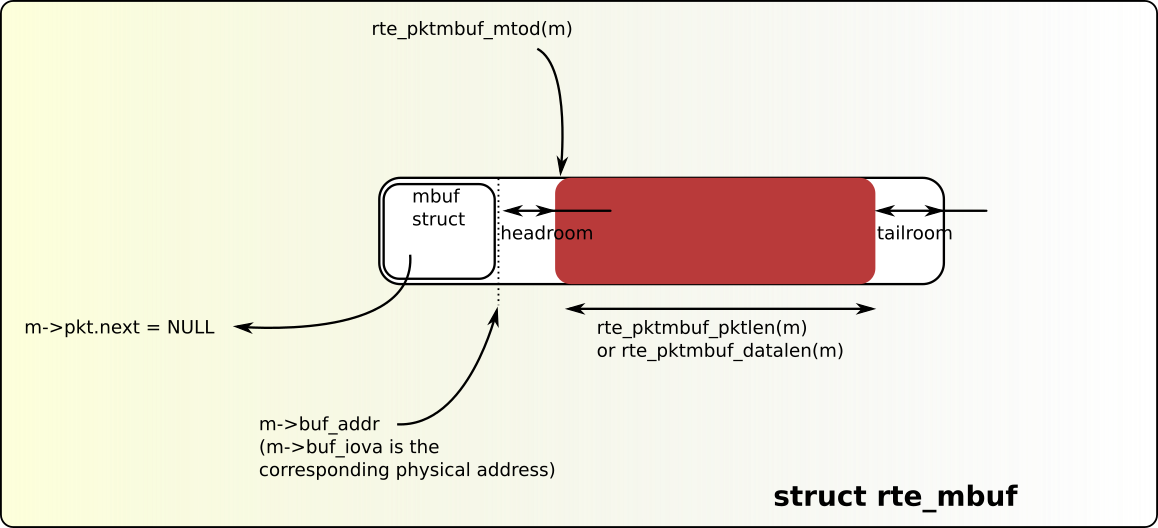 rte_pktmbuf_mtod(m)
mbuf
struct
headroom
tailroom
m->pkt.next = NULL
rte_pktmbuf_pktlen(m)
or rte_pktmbuf_datalen(m)
m->buf_addr
(m->buf_iova is the
corresponding physical address)
struct rte_mbuf